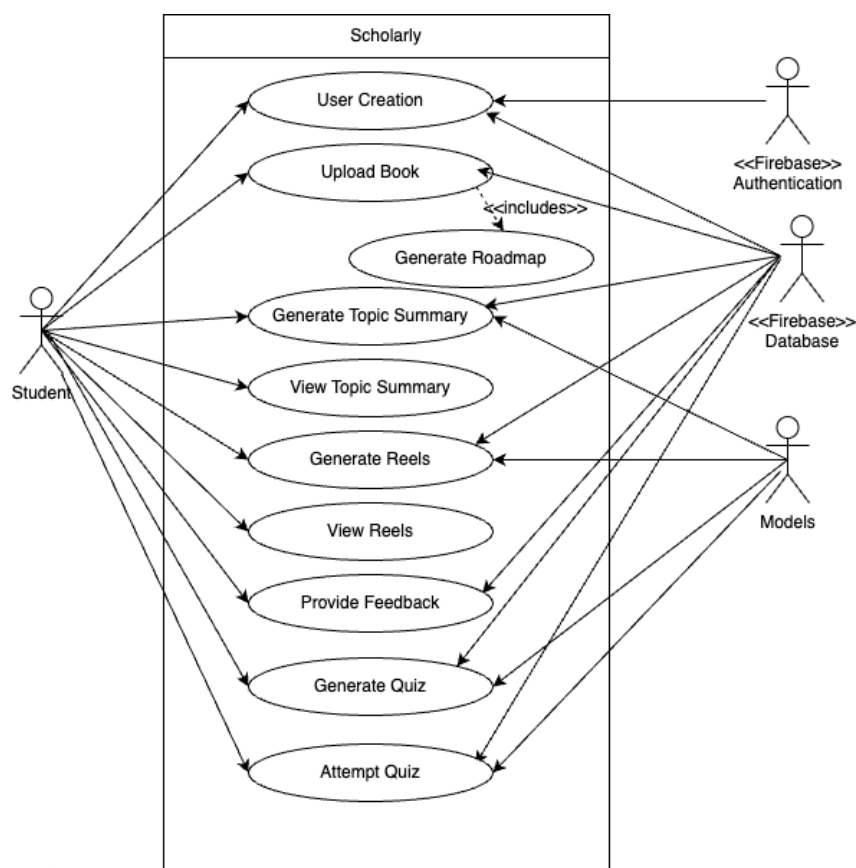 Scholarly
User Creation
<<Firebase>>
Authentication
Upload Book
<<includes>>
Generate Roadmap
Generate Topic Summary
<<Firebase>>
Database
Student
View Topic Summary
Generate Reels
Models
View Reels
Provide Feedback
Generate Quiz
Attempt Quiz